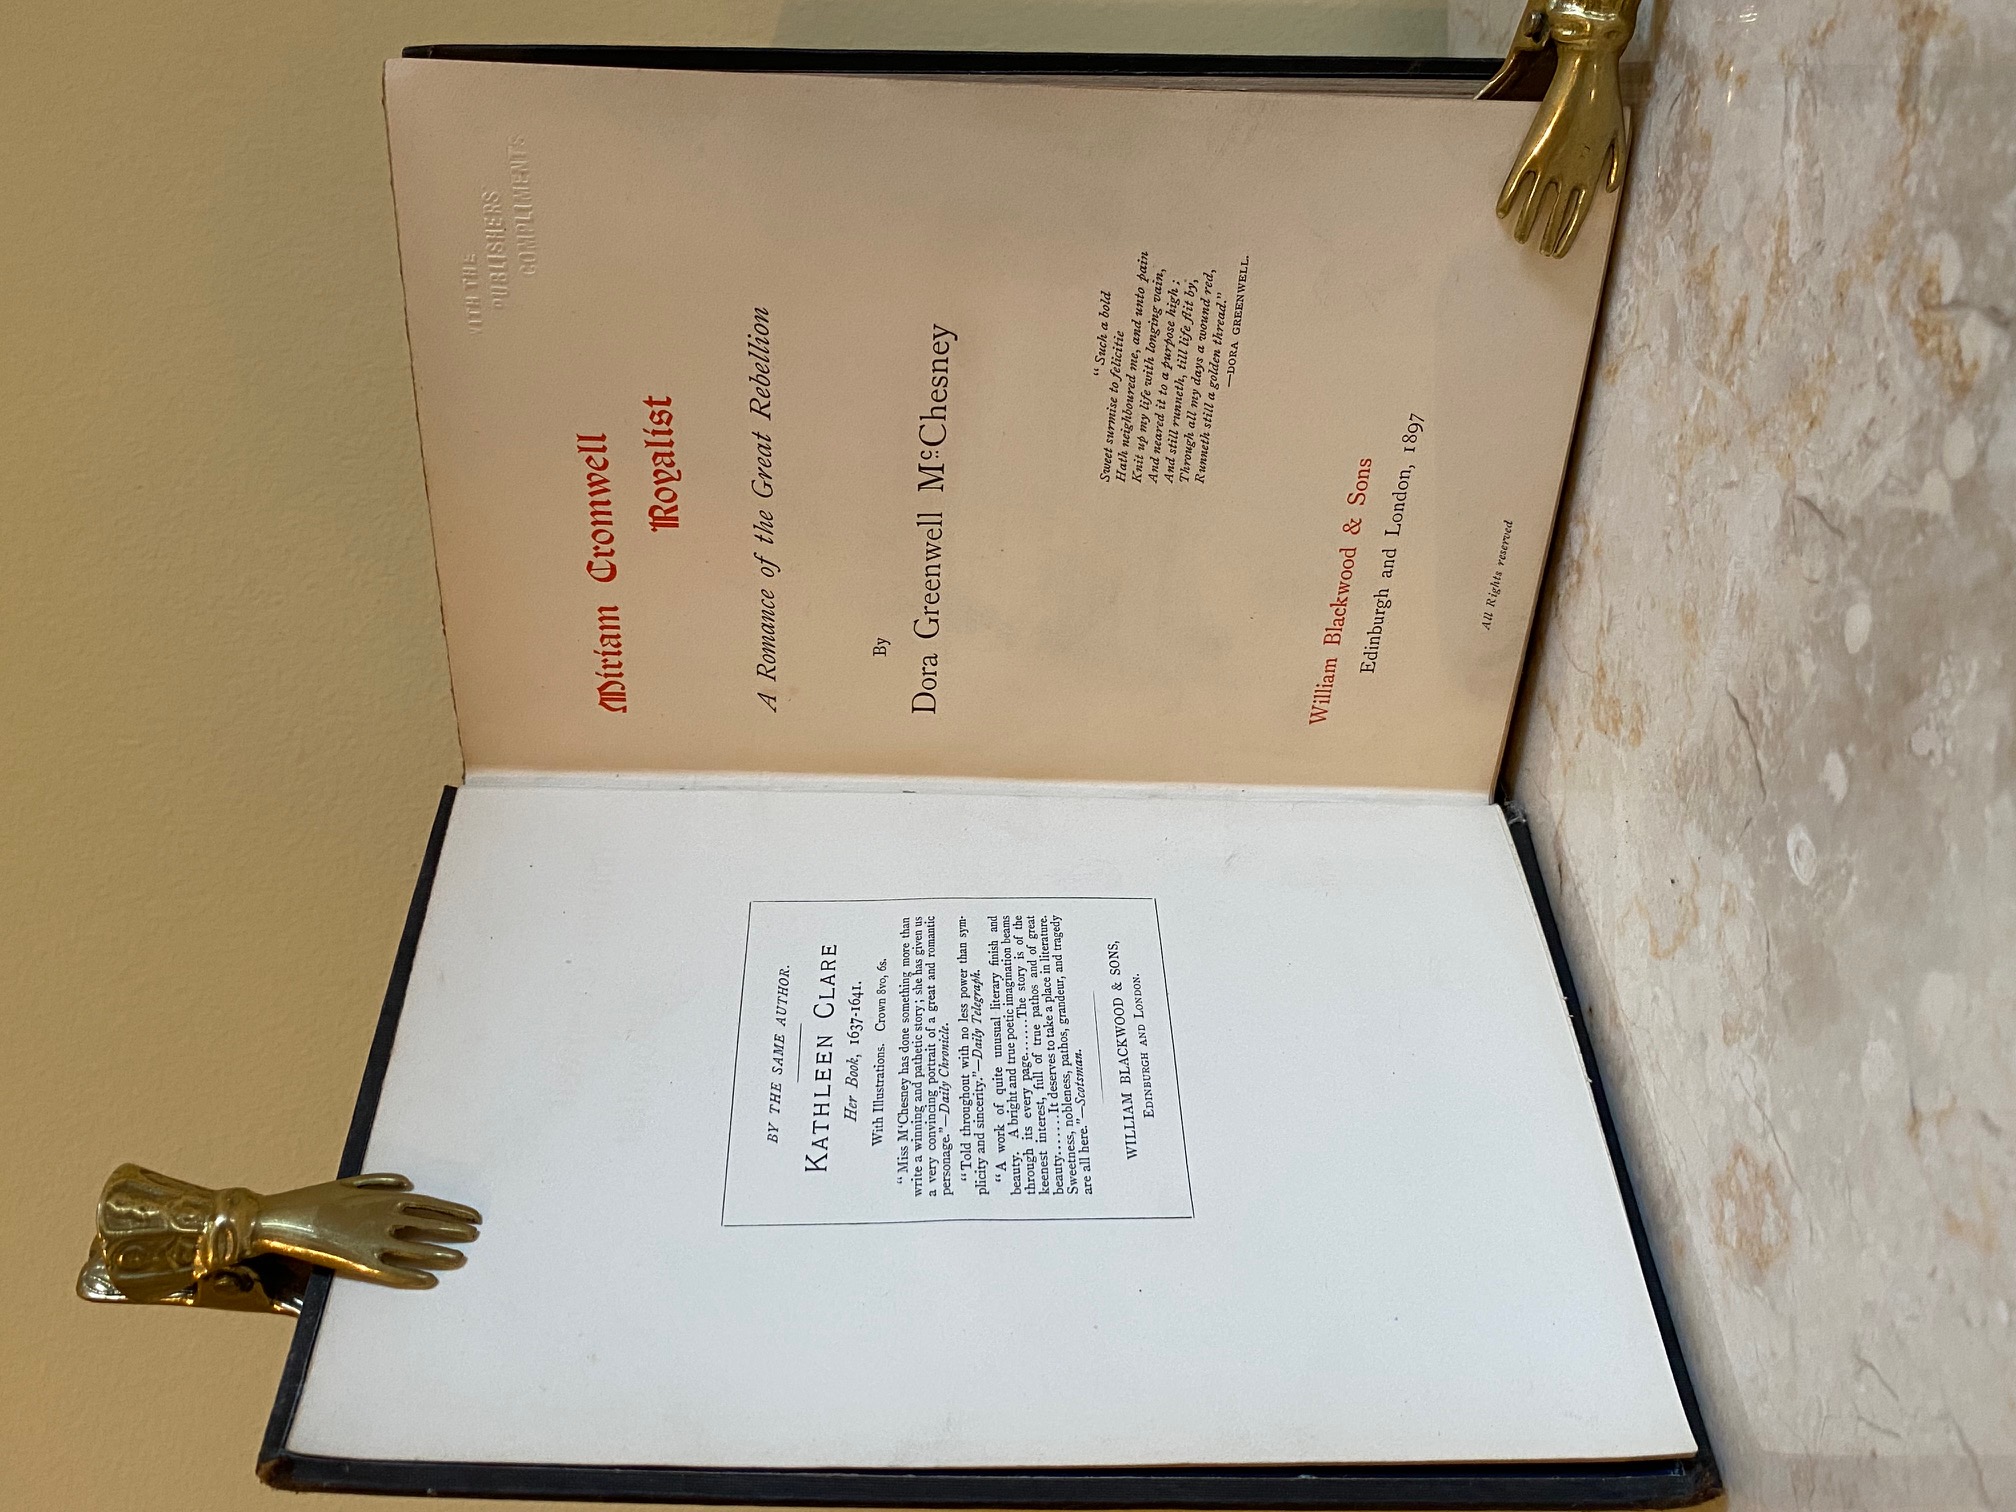 BY THE SAME AUTHOR.
KATHLEEN CLARE
Her Book, 1637-1641.
With Illustrations. Crown 8vo, 6s.
“Miss M‘Chesney has done something more than
write a winning and pathetic story; she has given us
a very convincing portrait of a great and romantic
personage.”—Daily Chronicle.
“Told throughout with no less power than sym-
plicity and sincerity.”—Daily Telegraph.
“A work of quite unusual literary finish and
beauty. A bright and true poetic imagination beams
through its every page......The story is of the
keenest interest, full of true pathos and of great
beauty......It deserves to take a place in literature.
Sweetness, nobleness, pathos, grandeur, and tragedy
are all here.”—Scotsman.
WILLIAM BLACKWOOD & SONS,
EDINBURGH AND LONDON.
WITH THE
PUBLISHERS'
COMPLIMENTS
Miriam Cromwell
Royalist
A Romance of the Great Rebellion
By
Dora Greenwell McChesney
“Such a bold
Sweet surmise to felicitie
Hath neighboured me, and unto pain
Knit up my life with longing vain,
And neared it to a purpose high;
And still runneth, till life flit by,
Through all my days a wound red,
Runneth still a golden thread.”
—DORA GREENWELL.
William Blackwood & Sons
Edinburgh and London, 1897
All Rights reserved